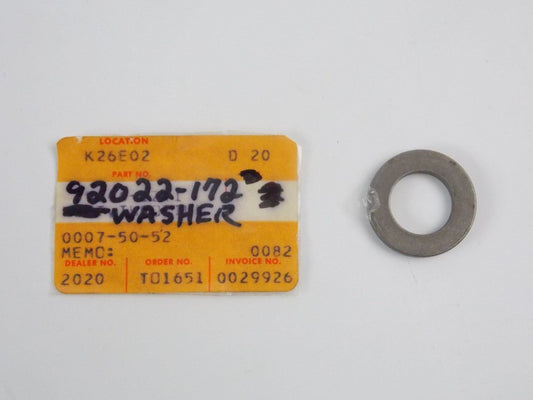 LOCATION
K26E02 D 20
PART NO.
92022-172
WASHER
0007-50-52
MEMO: 0082
DEALER NO. ORDER NO. INVOICE NO.
2020 T01651 0029926